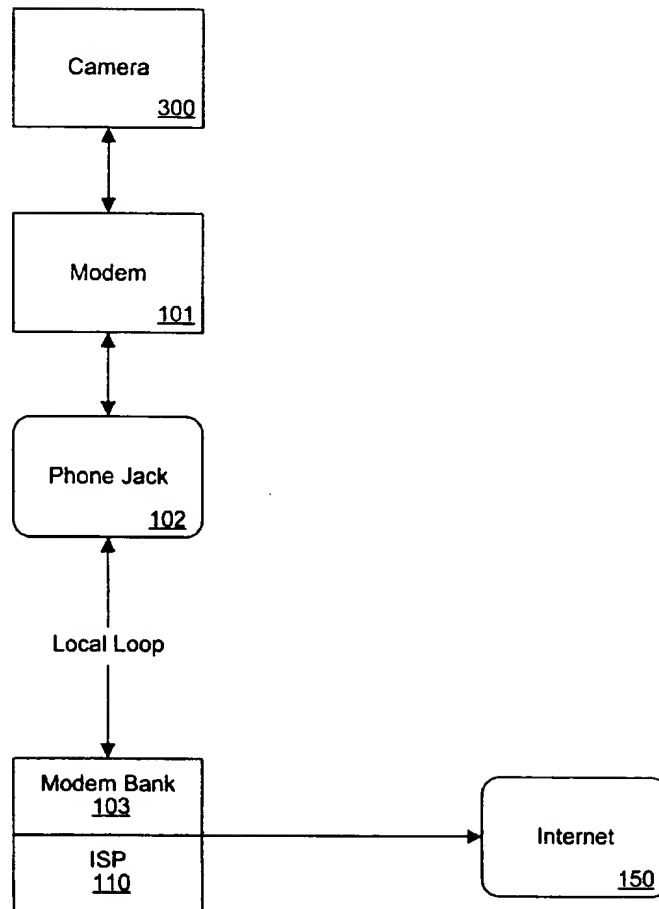 Camera
300
Modem
101
Phone Jack
102
Local Loop
Modem Bank
103
ISP
110
Internet
150